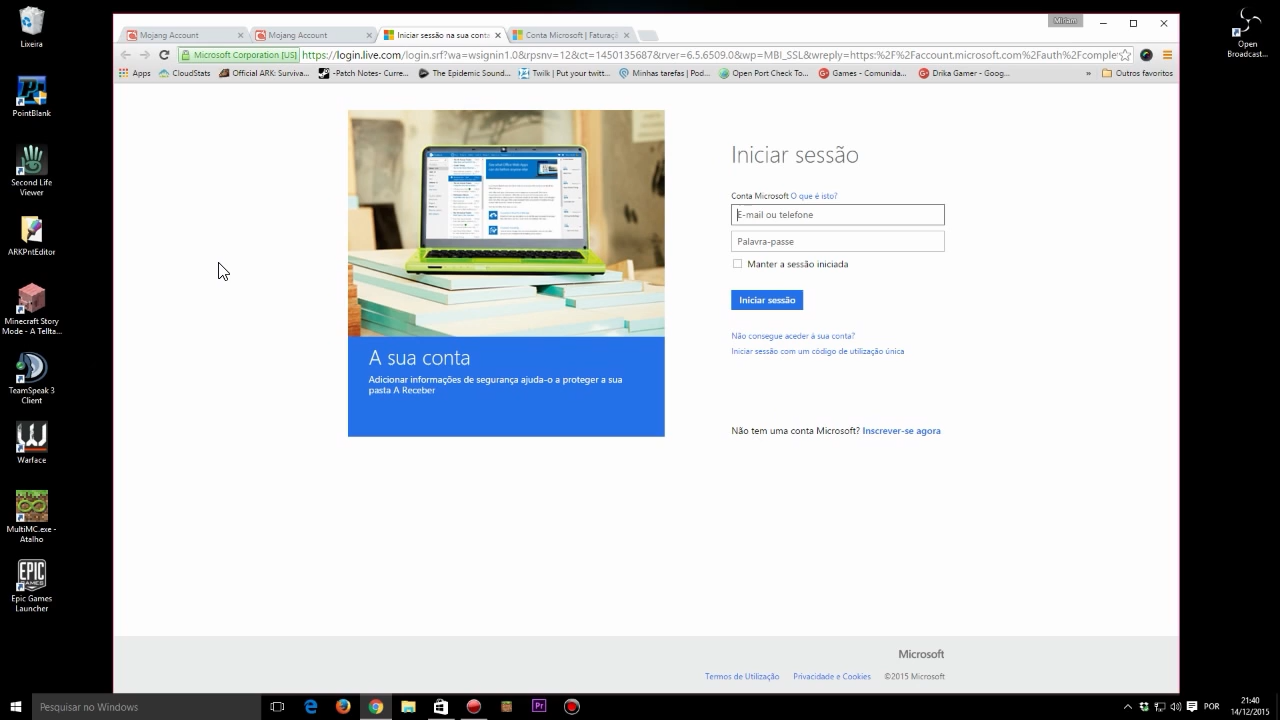 Lixeira
PointBlank
Second Life
Viewer
ARKPntEditor
Minecraft Story
Mode - A Tellta...
TeamSpeak 3
Client
Warface
MultiMC.exe -
Atalho
EPIC
GAMES
Epic Games
Launcher
Open
Broadcast...
Miriam
Mojang Account
Mojang Account
Iniciar sessão na sua conta
Conta Microsoft | Faturaçã
Microsoft Corporation [US]
https://login.live.com/login.srf?wa=wsignin1.0&rpsnv=12&ct=1450135687&rver=6.5.6509.0&wp=MBI_SSL&wreply=https:%2F%2Faccount.microsoft.com%2Fauth%2Fcomple
Apps
CloudStats
Official ARK: Surviva...
-Patch Notes- Curre...
The Epidemic Sound...
Twilk | Put your twitt...
Minhas tarefas | Pod...
Open Port Check To...
Games - Comunida...
Drika Gamer - Goog...
»
Outros favoritos
A sua conta
Adicionar informações de segurança ajuda-o a proteger a sua
pasta A Receber
Iniciar sessão
Conta Microsoft O que é isto?
E-mail ou telefone
Palavra-passe
Manter a sessão iniciada
Iniciar sessão
Não consegue aceder à sua conta?
Iniciar sessão com um código de utilização única
Não tem uma conta Microsoft? Inscrever-se agora
Microsoft
Termos de Utilização
Privacidade e Cookies
©2015 Microsoft
Pesquisar no Windows
Pr
POR
21:40
14/12/2015